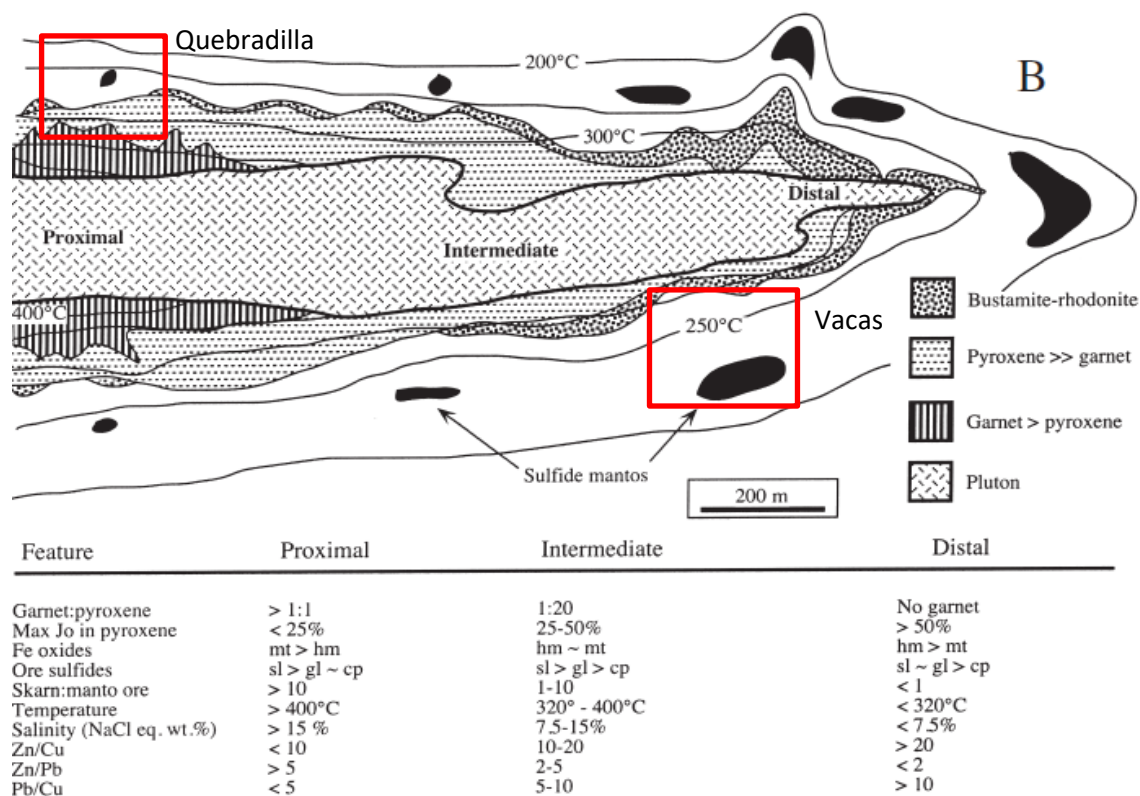 Quebradilla
200°C
B
300°C
Distal
Proximal
Intermediate
400°C
250°C
Vacas
Bustamite-rhodonite
Pyroxene >> garnet
Garnet > pyroxene
Pluton
Sulfide mantos
200 m
Feature Proximal Intermediate Distal
Garnet:pyroxene > 1:1 1:20 No garnet
Max Jo in pyroxene < 25% 25-50% > 50%
Fe oxides mt > hm hm ~ mt hm > mt
Ore sulfides sl > gl ~ cp sl > gl > cp sl ~ gl > cp
Skarn:manto ore > 10 1-10 < 1
Temperature > 400°C 320° - 400°C < 320°C
Salinity (NaCl eq. wt.%) > 15 % 7.5-15% < 7.5%
Zn/Cu < 10 10-20 > 20
Zn/Pb > 5 2-5 < 2
Pb/Cu < 5 5-10 > 10